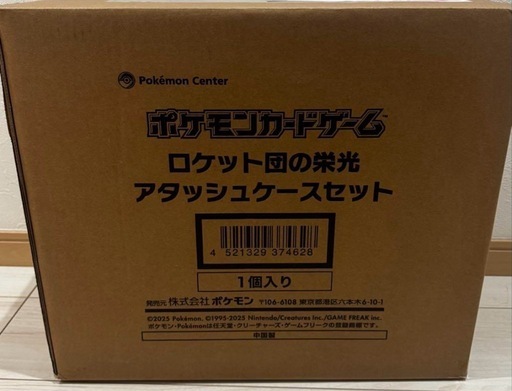 Pokémon Center
ポケモンカードゲーム™
ロケット団の栄光
アタッシュケースセット
4 521329 374628
1個入り
発売元 株式会社ポケモン 〒106-6108 東京都港区六本木6-10-1
©2025 Pokémon. ©1995-2025 Nintendo/Creatures Inc./GAME FREAK inc.
ポケモン・Pokémonは任天堂・クリーチャーズ・ゲームフリークの登録商標です。
中国製